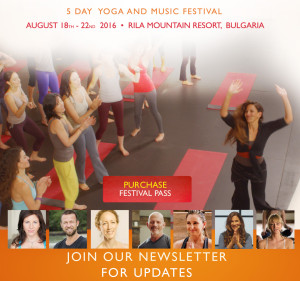 5 DAY YOGA AND MUSIC FESTIVAL
AUGUST 18TH - 22ND 2016 • RILA MOUNTAIN RESORT, BULGARIA
PURCHASE
FESTIVAL PASS
JOIN OUR NEWSLETTER
FOR UPDATES